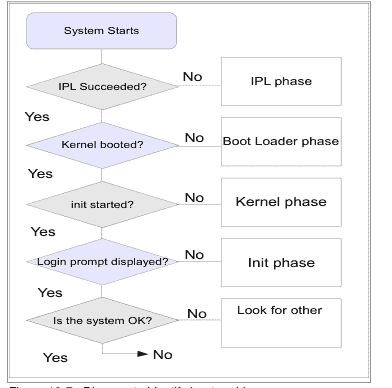 System Starts
IPL Succeeded?
No
IPL phase
Yes
Kernel booted?
No
Boot Loader phase
Yes
init started?
No
Kernel phase
Yes
Login prompt displayed?
No
Init phase
Yes
Is the system OK?
No
Look for other
Yes
No